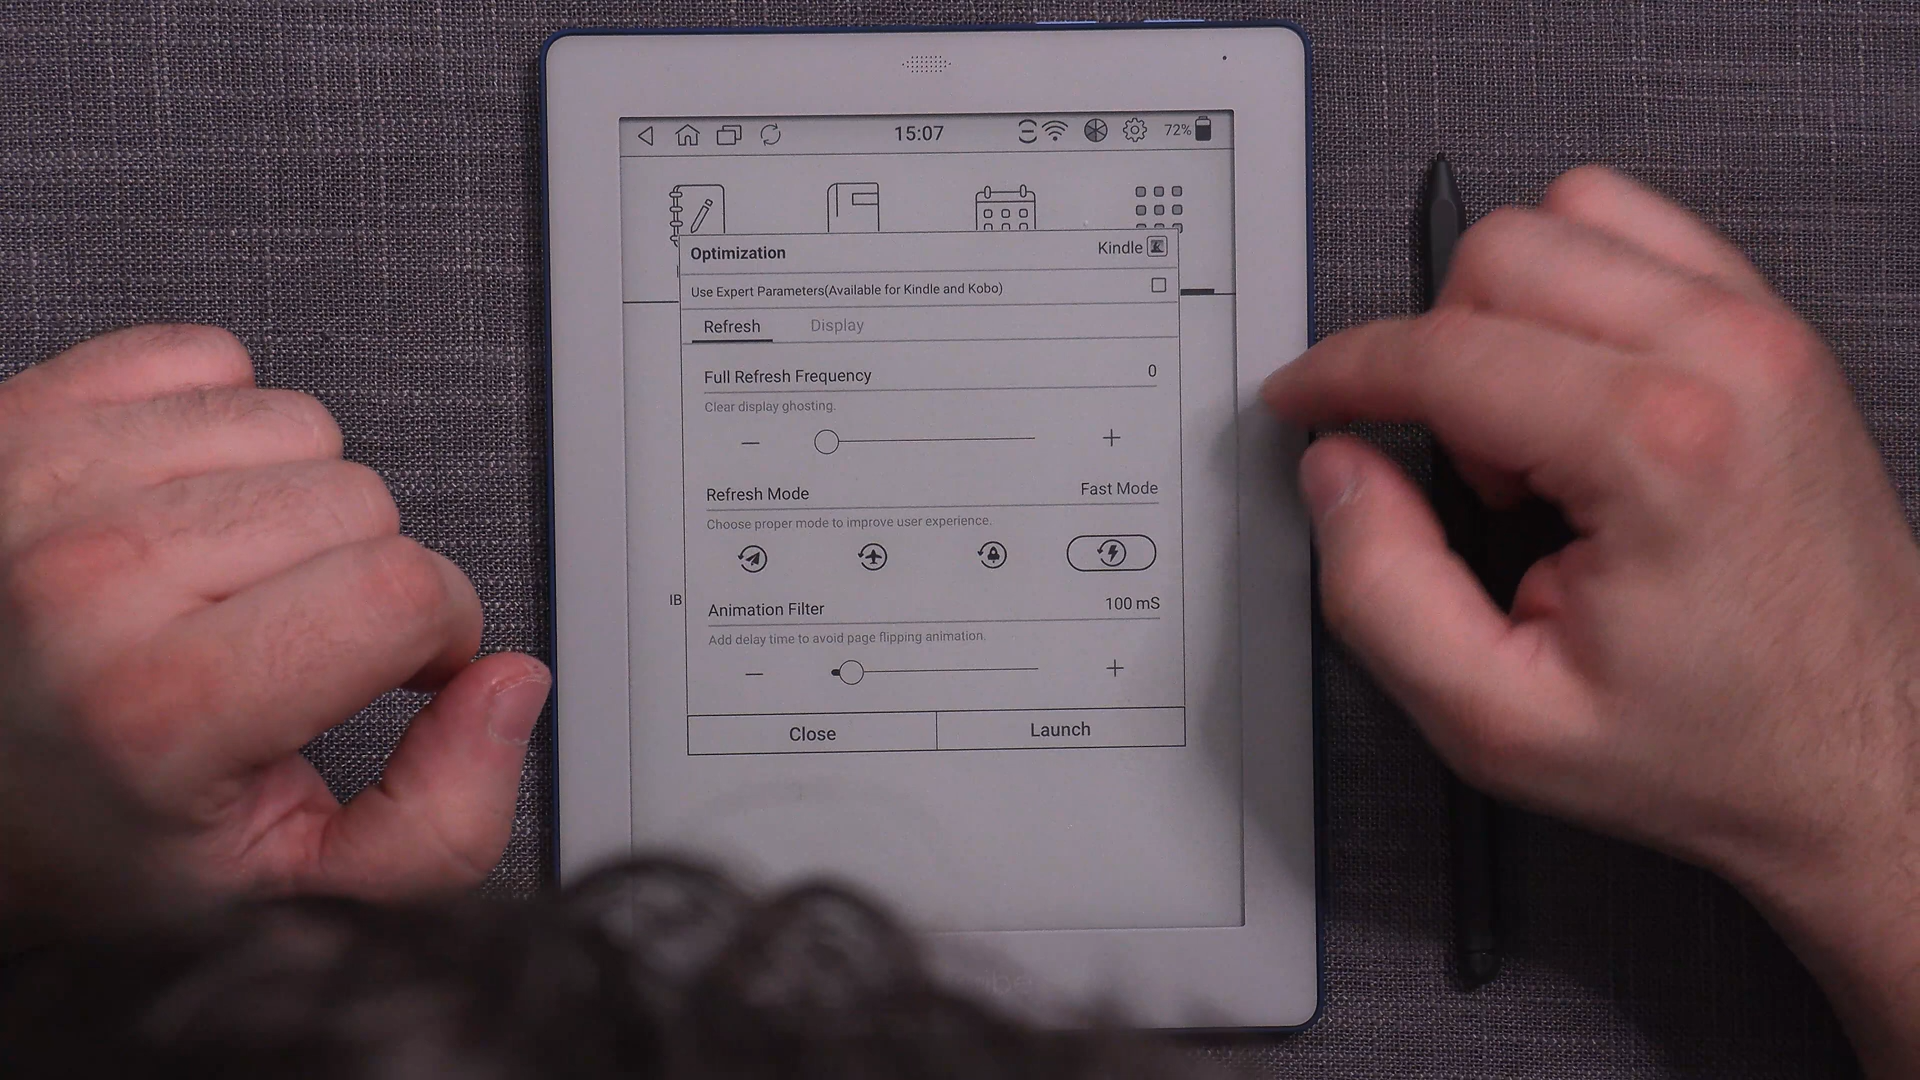 15:07
72%
Optimization
Kindle
Use Expert Parameters(Available for Kindle and Kobo)
Refresh
Display
Full Refresh Frequency
0
Clear display ghosting.
Refresh Mode
Fast Mode
Choose proper mode to improve user experience.
IB
Animation Filter
100 mS
Add delay time to avoid page flipping animation.
Close
Launch